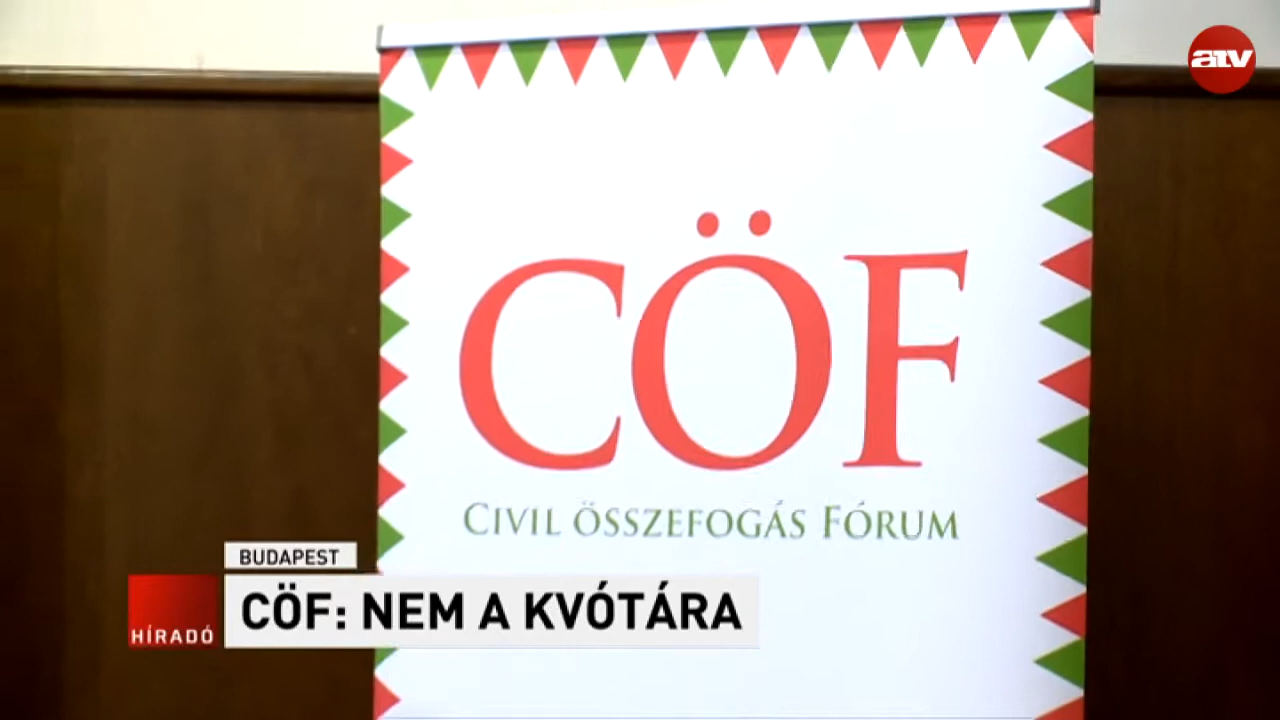 atv
CÖF
CIVIL ÖSSZEFOGÁS FÓRUM
BUDAPEST
HÍRADÓ
CÖF: NEM A KVÓTÁRA